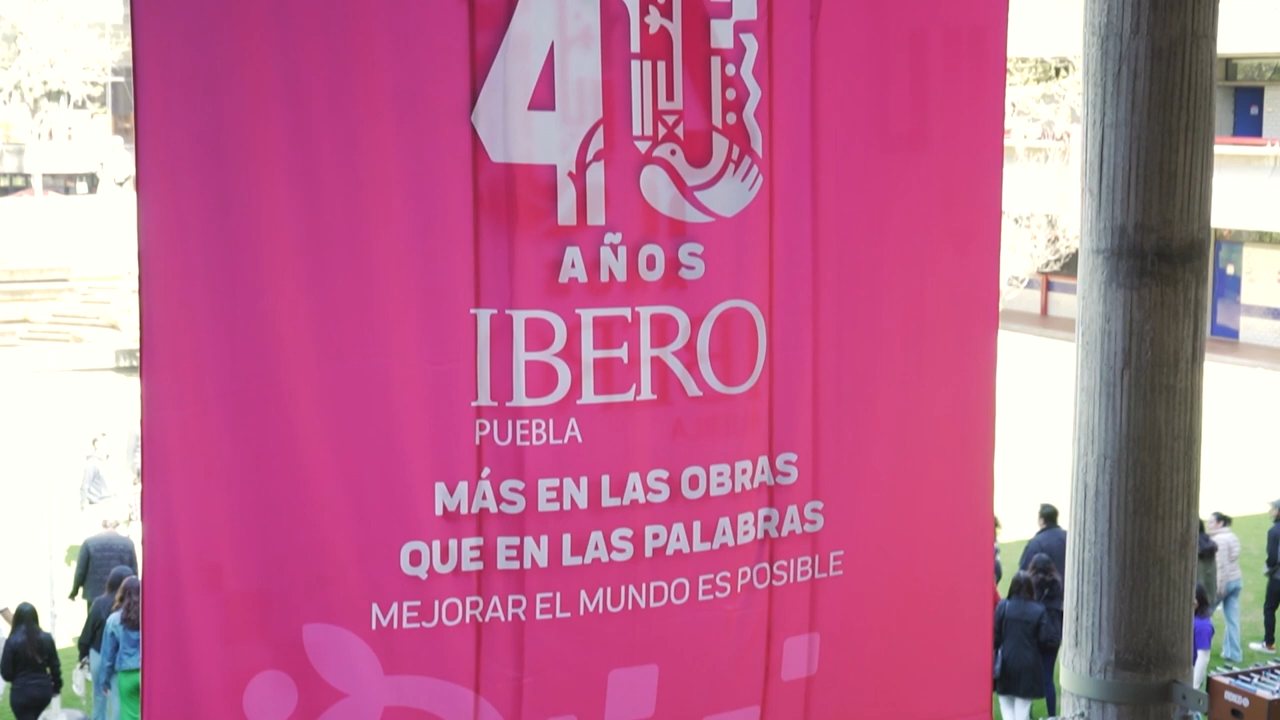 40
AÑOS
IBERO
PUEBLA
MÁS EN LAS OBRAS
QUE EN LAS PALABRAS
MEJORAR EL MUNDO ES POSIBLE